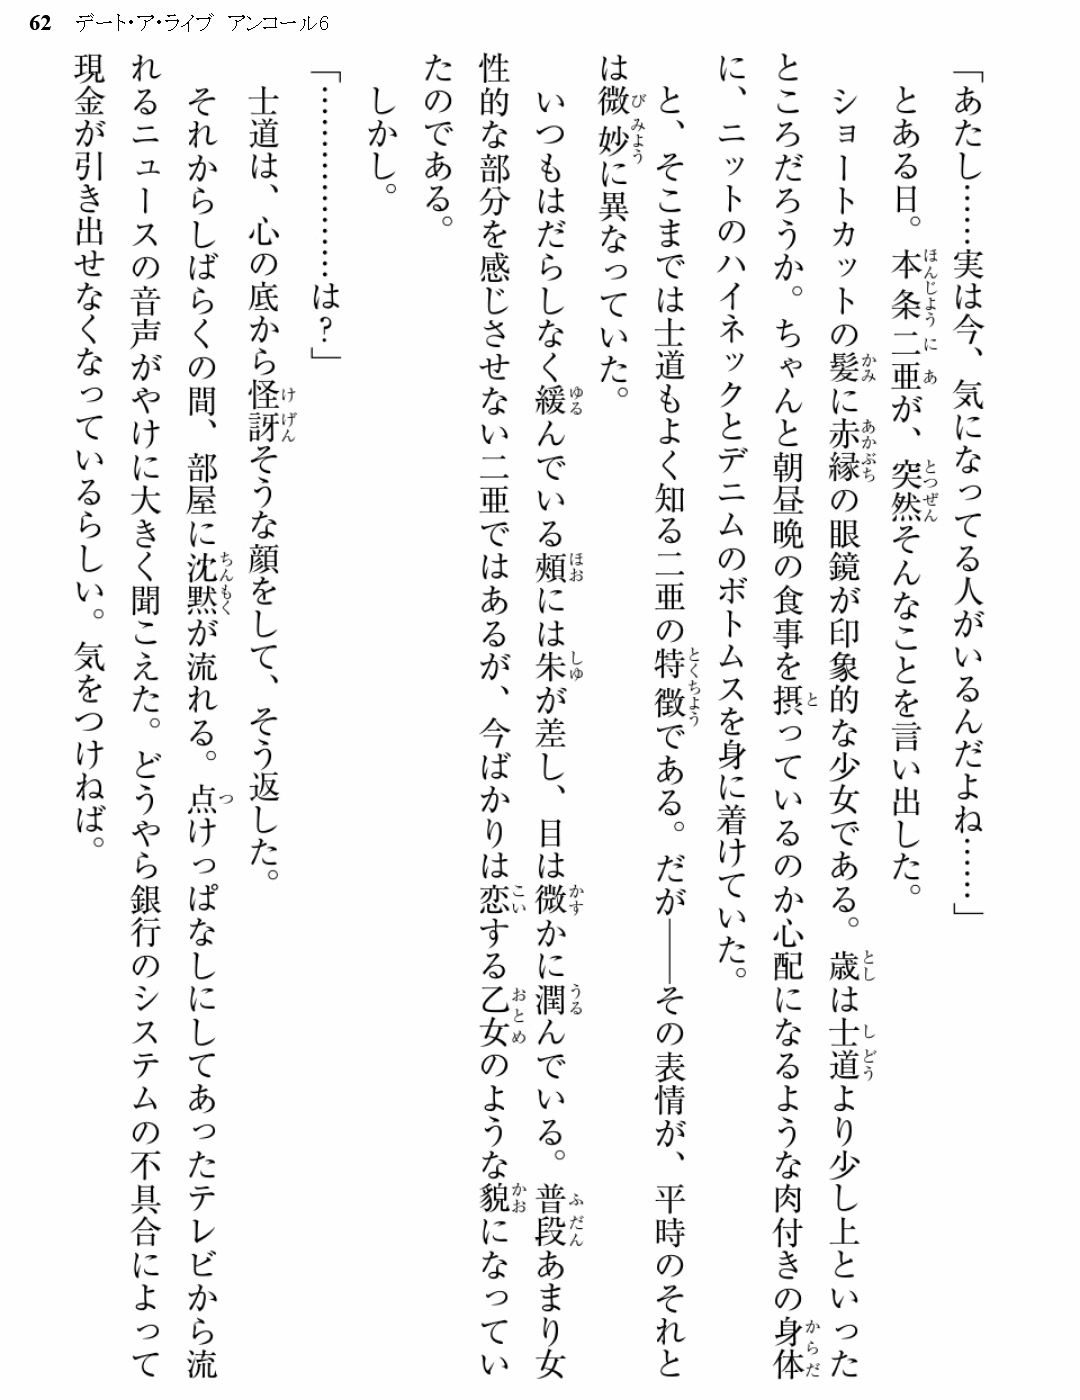 62 デート・ア・ライブ アンコール6
「あたし……実は今、気になってる人がいるんだよね……」
とある日。本条二亜が、突然そんなことを言い出した。
ショートカットの髪に赤縁の眼鏡が印象的な少女である。歳は士道より少し上といった
ところだろうか。ちゃんと朝昼晩の食事を摂っているのか心配になるような肉付きの身体
に、ニットのハイネックとデニムのボトムスを身に着けていた。
と、そこまでは士道もよく知る二亜の特徴である。だが――その表情が、平時のそれと
は微妙に異なっていた。
いつもはだらしなく緩んでいる頰には朱が差し、目は微かに潤んでいる。普段あまり女
性的な部分を感じさせない二亜ではあるが、今ばかりは恋する乙女のような貌になってい
たのである。
しかし。
「………………は?」
士道は、心の底から怪訝そうな顔をして、そう返した。
それからしばらくの間、部屋に沈黙が流れる。点けっぱなしにしてあったテレビから流
れるニュースの音声がやけに大きく聞こえた。どうやら銀行のシステムの不具合によって
現金が引き出せなくなっているらしい。気をつけねば。